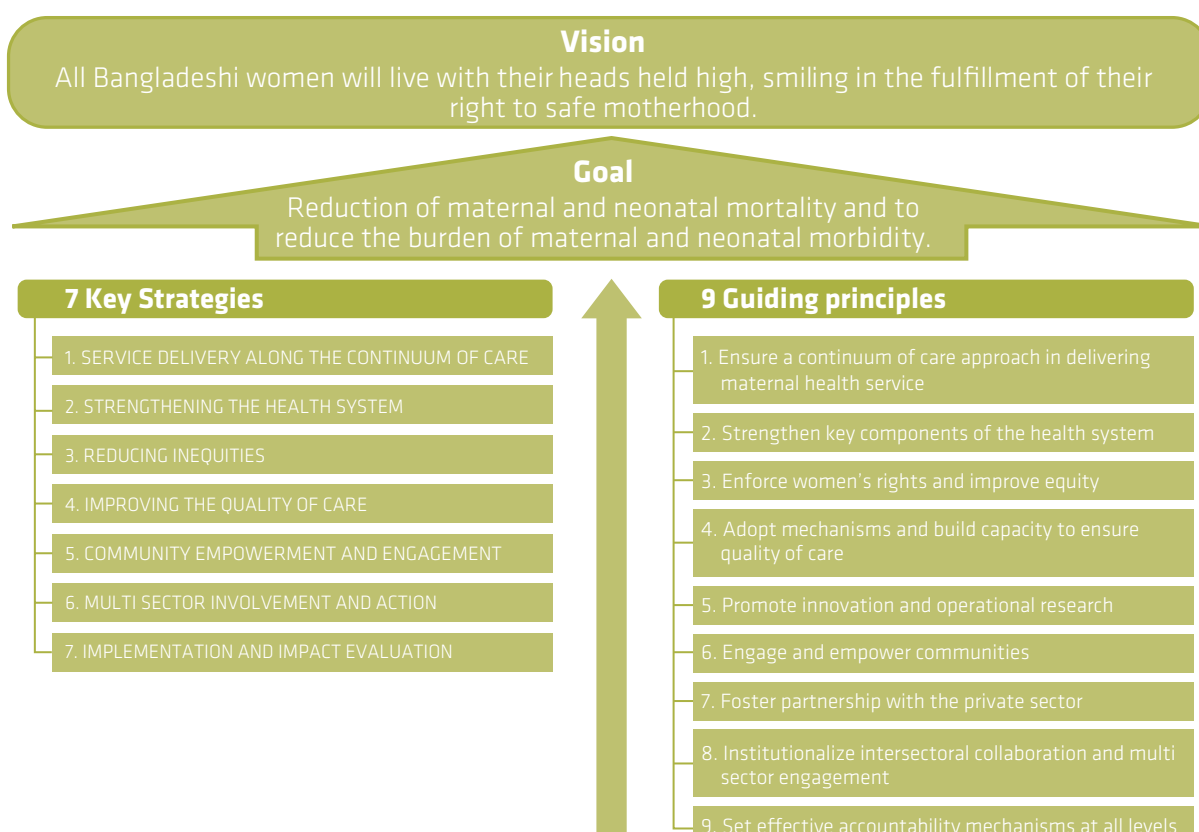 Vision
All Bangladeshi women will live with their heads held high, smiling in the fulfillment of their
right to safe motherhood.
Goal
Reduction of maternal and neonatal mortality and to
reduce the burden of maternal and neonatal morbidity.
7 Key Strategies
1. SERVICE DELIVERY ALONG THE CONTINUUM OF CARE
2. STRENGTHENING THE HEALTH SYSTEM
3. REDUCING INEQUITIES
4. IMPROVING THE QUALITY OF CARE
5. COMMUNITY EMPOWERMENT AND ENGAGEMENT
6. MULTI SECTOR INVOLVEMENT AND ACTION
7. IMPLEMENTATION AND IMPACT EVALUATION
9 Guiding principles
1. Ensure a continuum of care approach in delivering
maternal health service
2. Strengthen key components of the health system
3. Enforce women's rights and improve equity
4. Adopt mechanisms and build capacity to ensure
quality of care
5. Promote innovation and operational research
6. Engage and empower communities
7. Foster partnership with the private sector
8. Institutionalize intersectoral collaboration and multi
sector engagement
9. Set effective accountability mechanisms at all levels